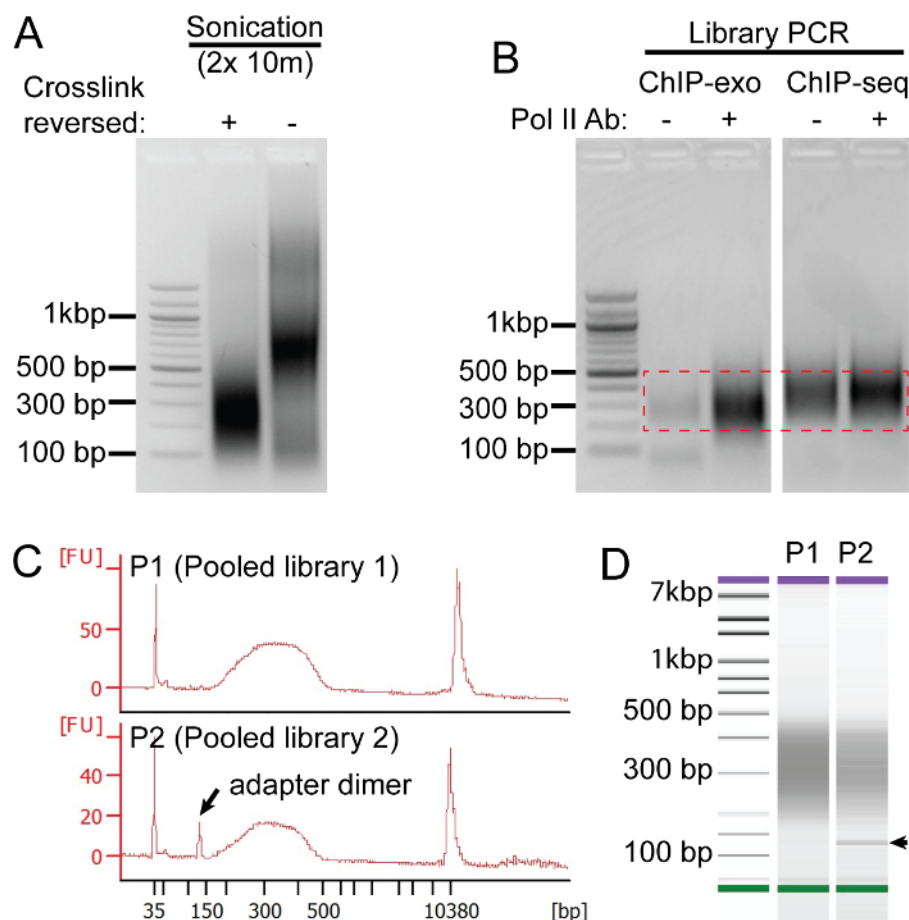 A
Sonication
(2x 10m)
Crosslink
reversed:
+ -
1kbp
500 bp
300 bp
100 bp
B
Library PCR
ChIP-exo ChIP-seq
Pol II Ab: - + - +
1kbp
500 bp
300 bp
100 bp
C
[FU]
P1 (Pooled library 1)
50
0
[FU]
P2 (Pooled library 2)
40
adapter dimer
20
0
35 150 300 500 10380 [bp]
D
P1 P2
7kbp
1kbp
500 bp
300 bp
100 bp